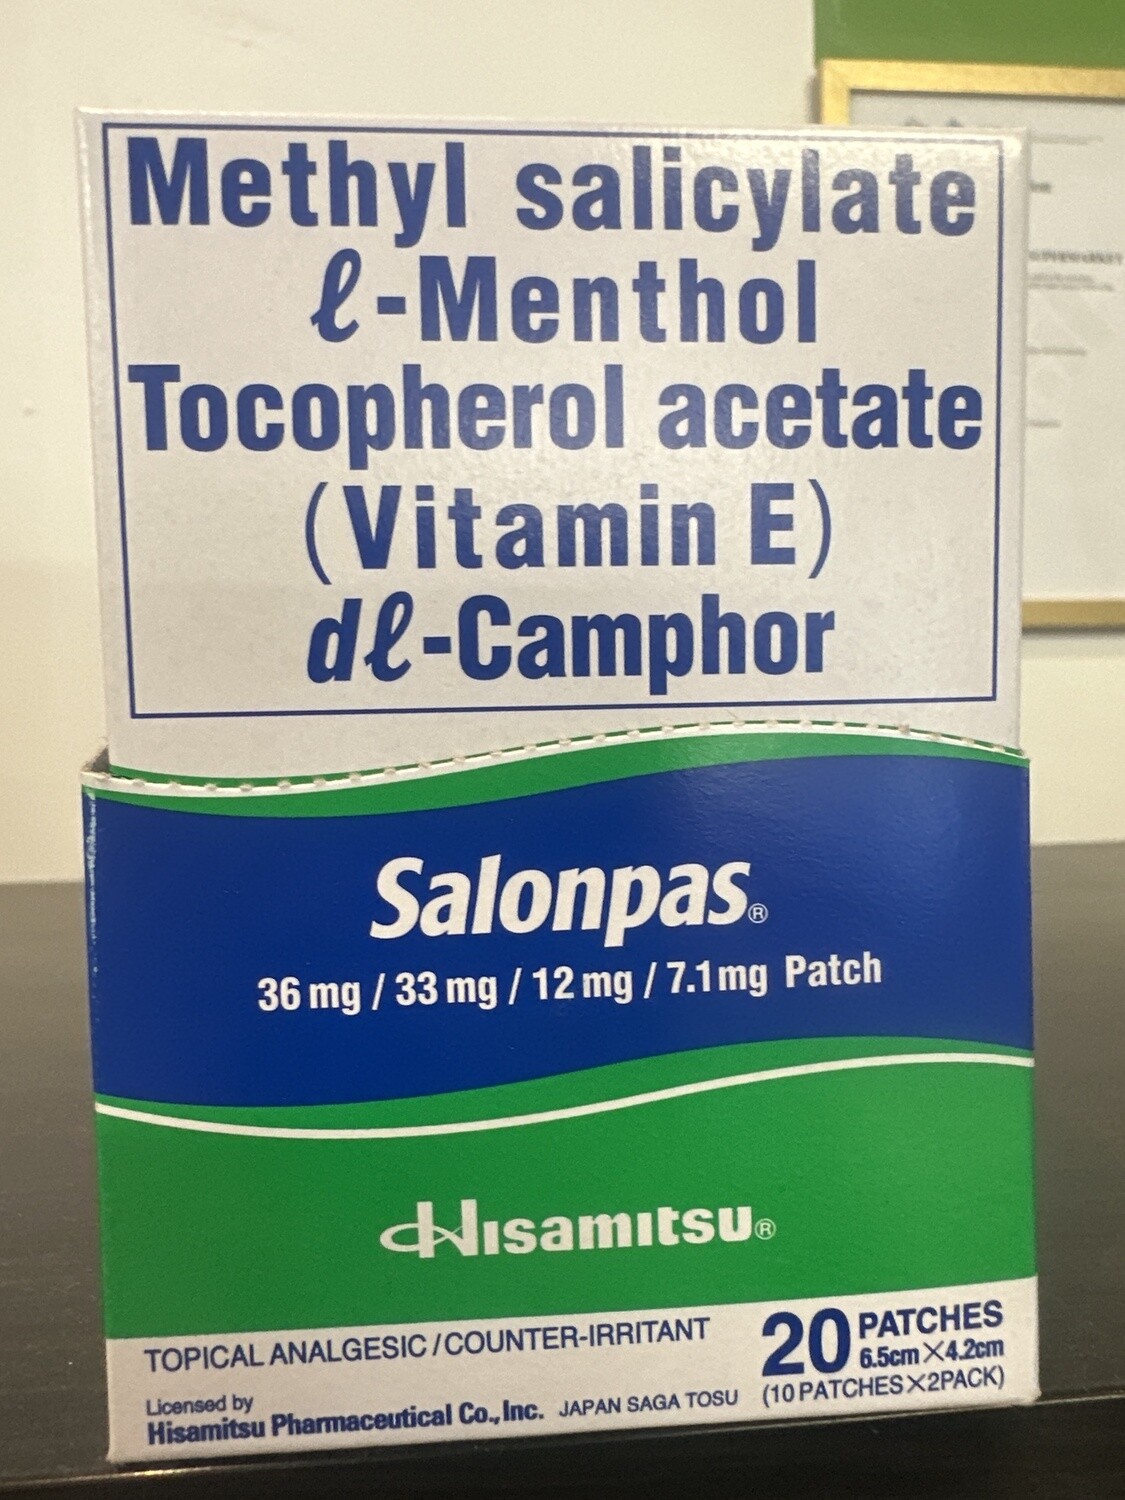 Methyl salicylate
ℓ-Menthol
Tocopherol acetate
(Vitamin E)
dℓ-Camphor
Salonpas®
36 mg / 33 mg / 12 mg / 7.1 mg Patch
Hisamitsu®
TOPICAL ANALGESIC / COUNTER-IRRITANT
Licensed by
Hisamitsu Pharmaceutical Co., Inc. JAPAN SAGA TOSU
20 PATCHES
6.5cm×4.2cm
(10 PATCHES×2PACK)